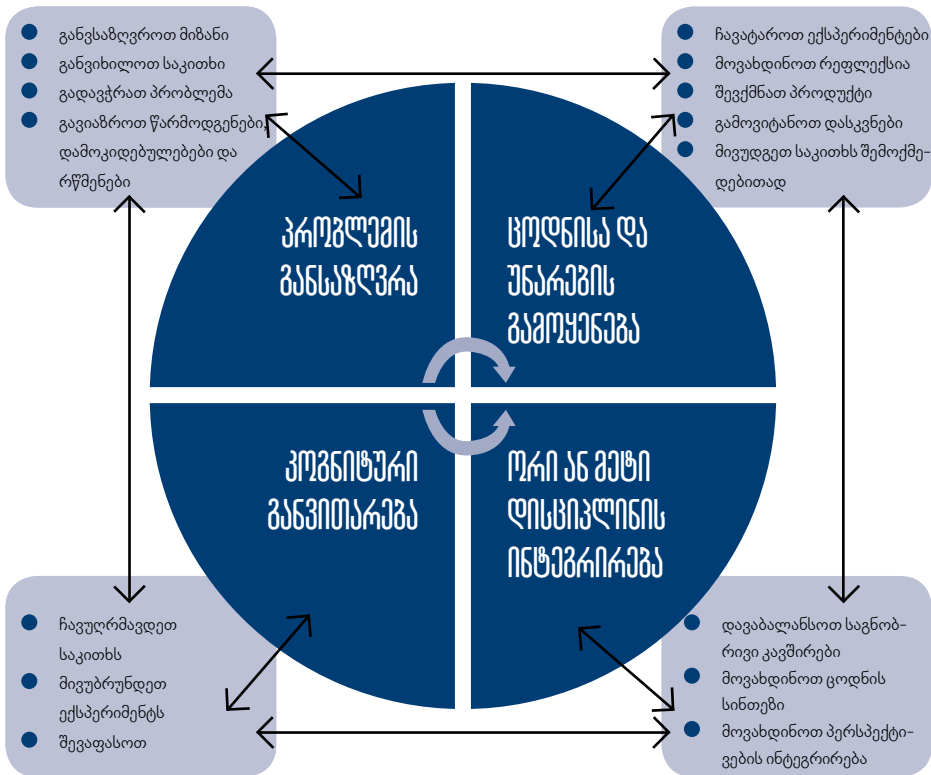 განვსაზღვროთ მიზანი
განვიხილოთ საკითხი
გადავჭრათ პრობლემა
გავიაზროთ წარმოდგენები,
დამოკიდებულებები და
რწმენები
ჩავატაროთ ექსპერიმენტები
მოვახდინოთ რეფლექსია
შევქმნათ პროდუქტი
გამოვიტანოთ დასკვნები
მივუდგეთ საკითხს შემოქმე-
დებითად
პრობლემის
განსაზღვრა
ცოდნისა და
უნარების
გამოყენება
კოგნიტური
განვითარება
ორი ან მეტი
დისციპლინის
ინტეგრირება
ჩავუღრმავდეთ
საკითხს
მივუბრუნდეთ
ექსპერიმენტს
შევაფასოთ
დავაბალანსოთ საგნობ-
რივი კავშირები
მოვახდინოთ ცოდნის
სინთეზი
მოვახდინოთ პერსპექტი-
ვების ინტეგრირება